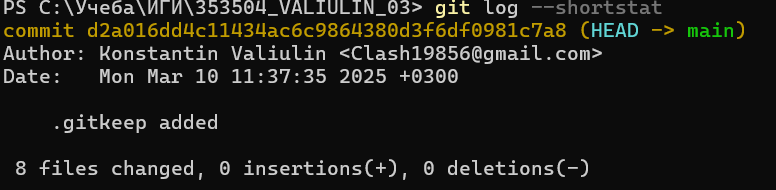 PS C:\Учеба\ИГИ\353504_VALIULIN_03> git log --shortstat
commit d2a016dd4c11434ac6c9864380d3f6df0981c7a8 (HEAD -> main)
Author: Konstantin Valiulin <Clash19856@gmail.com>
Date:   Mon Mar 10 11:37:35 2025 +0300
.gitkeep added
8 files changed, 0 insertions(+), 0 deletions(-)